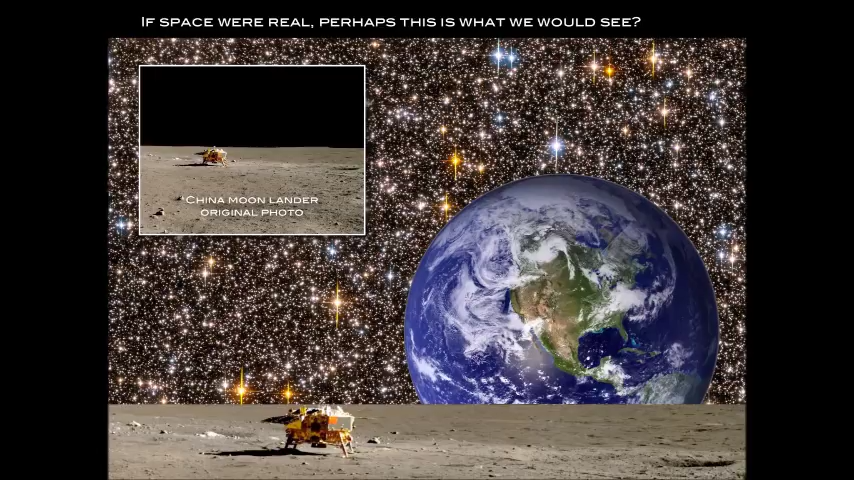 If space were real, perhaps this is what we would see?
*China moon lander
original photo